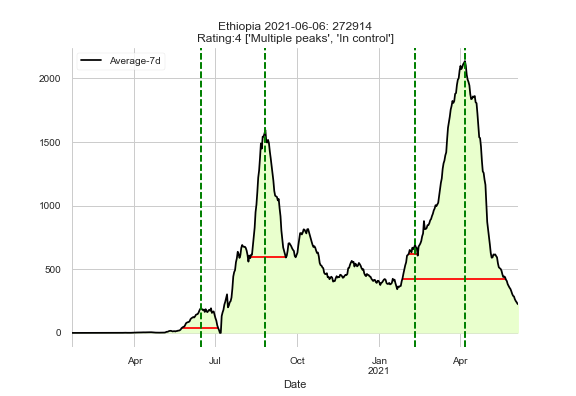 Ethiopia 2021-06-06: 272914
Rating:4 ['Multiple peaks', 'In control']
Average-7d
2000
1500
1000
500
0
Apr
Jul
Oct
Jan
2021
Apr
Date